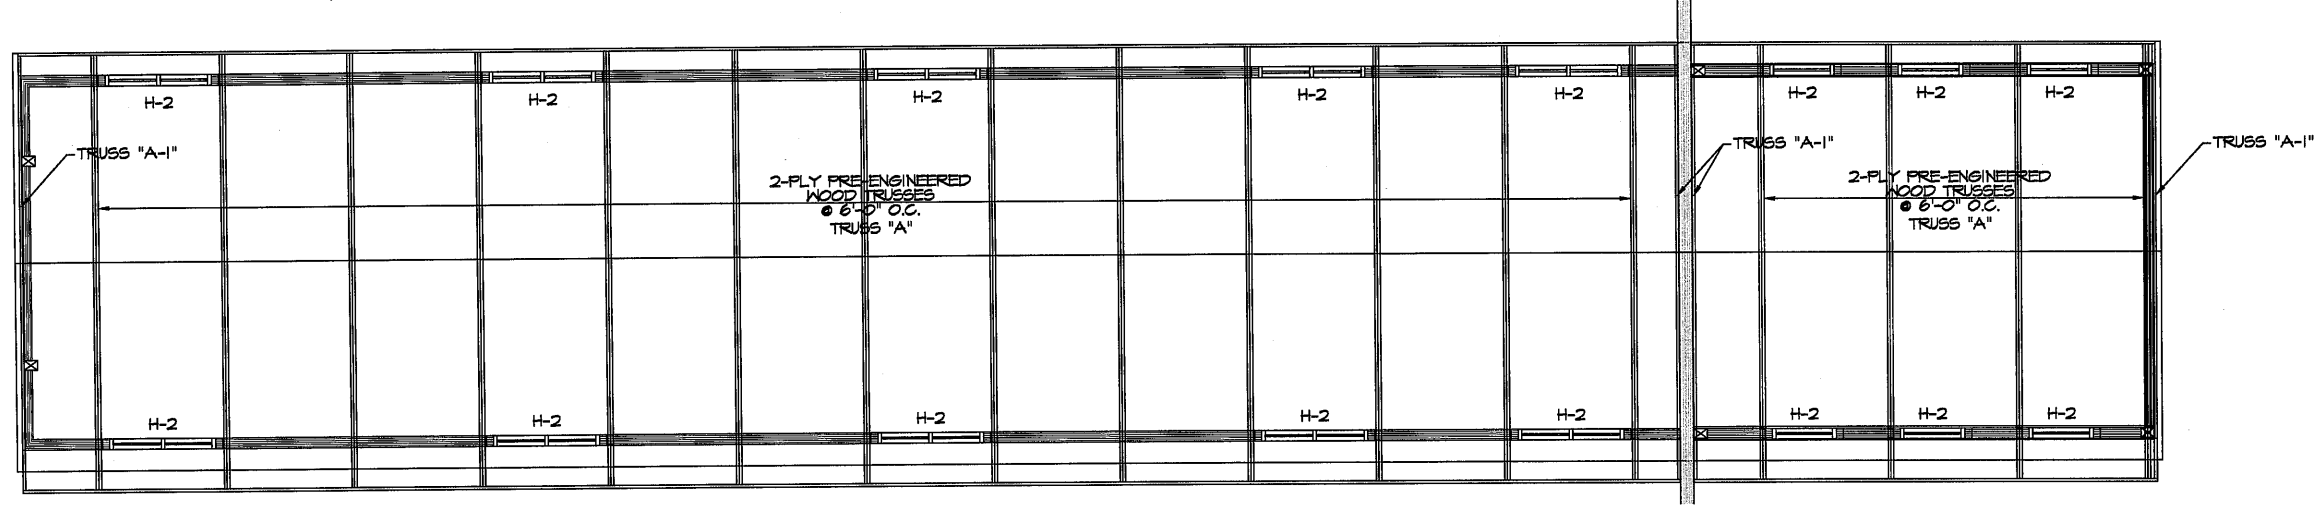 H-2
H-2
H-2
H-2
H-2
H-2
H-2
H-2
TRUSS "A-1"
TRUSS "A-1"
TRUSS "A-1"
2-PLY PRE-ENGINEERED
WOOD TRUSSES
@ 6'-0" O.C.
TRUSS "A"
2-PLY PRE-ENGINEERED
WOOD TRUSSES
@ 6'-0" O.C.
TRUSS "A"
H-2
H-2
H-2
H-2
H-2
H-2
H-2
H-2